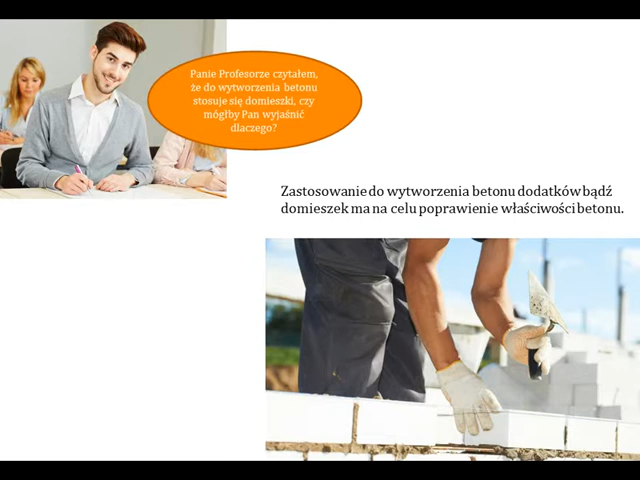 Panie Profesorze czytałem,
że do wytworzenia betonu
stosuje się domieszki, czy
mógłby Pan wyjaśnić
dlaczego?
Zastosowanie do wytworzenia betonu dodatków bądź
domieszek ma na celu poprawienie właściwości betonu.